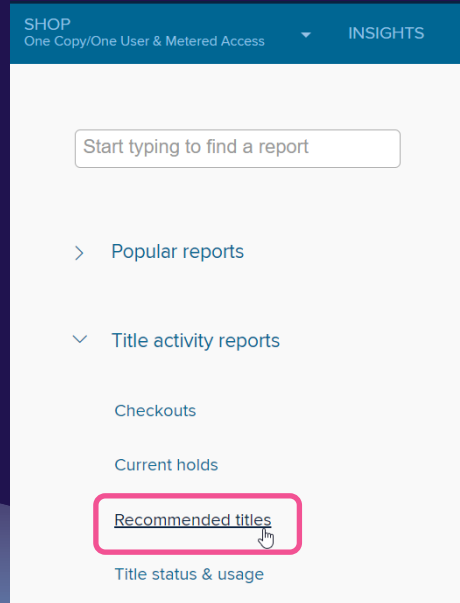 SHOP
One Copy/One User & Metered Access
INSIGHTS
Start typing to find a report
Popular reports
Title activity reports
Checkouts
Current holds
Recommended titles
Title status & usage